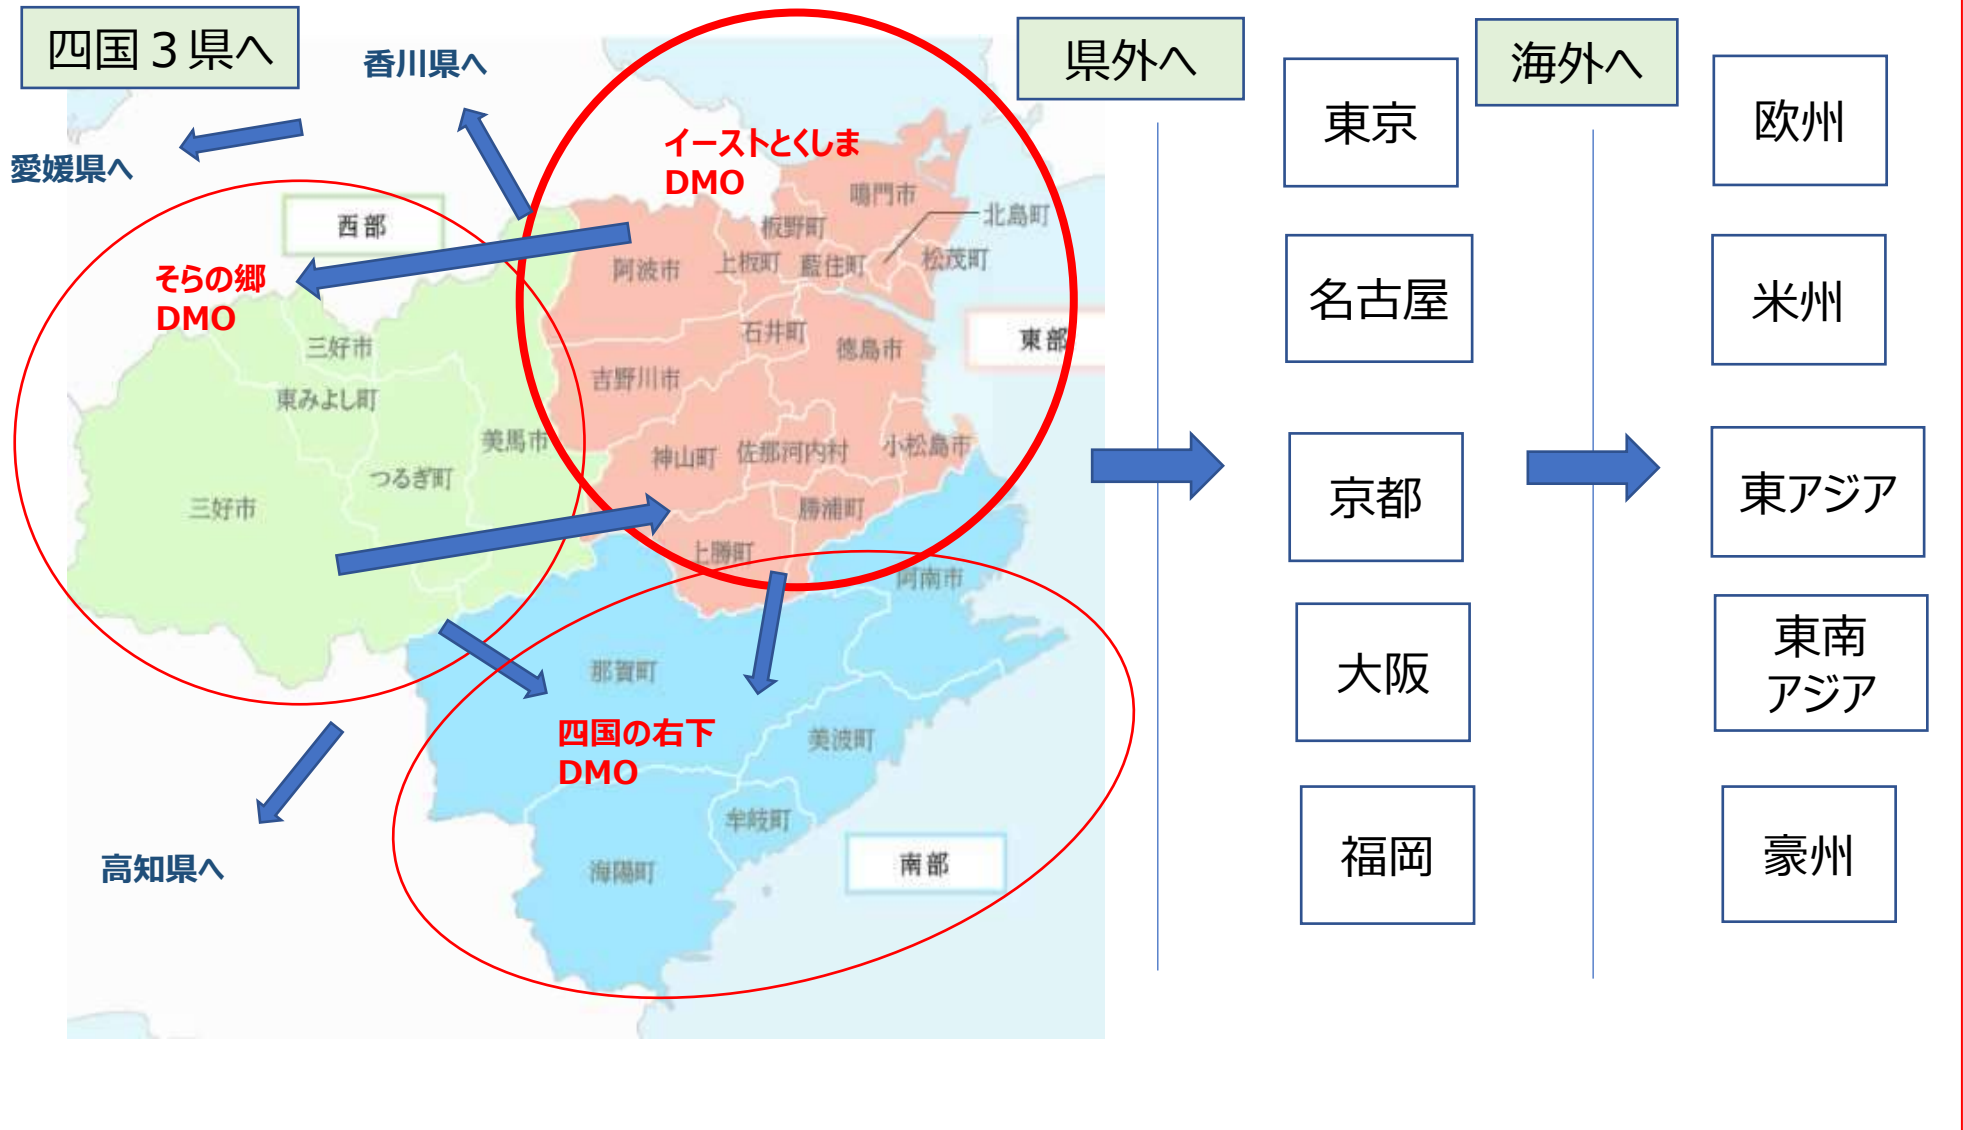 四国３県へ
香川県へ
愛媛県へ
県外へ
海外へ
イーストとくしま
DMO
西部
そらの郷
DMO
鳴門市
北島町
板野町
松茂町
阿波市
上板町
藍住町
石井町
徳島市
東部
吉野川市
三好市
東みよし町
美馬市
神山町
佐那河内村
小松島市
つるぎ町
三好市
勝浦町
上勝町
阿南市
那賀町
四国の右下
DMO
美波町
牟岐町
海陽町
南部
高知県へ
東京
名古屋
京都
大阪
福岡
欧州
米州
東アジア
東南
アジア
豪州